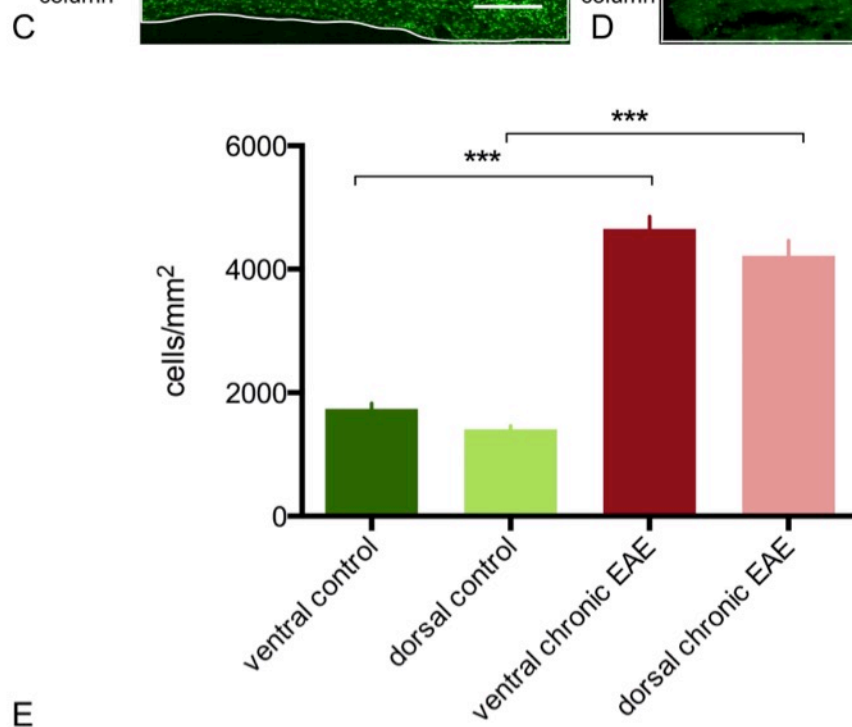 column
column
C
D
***
***
6000
4000
2000
0
cells/mm2
ventral control
dorsal control
ventral chronic EAE
dorsal chronic EAE
E